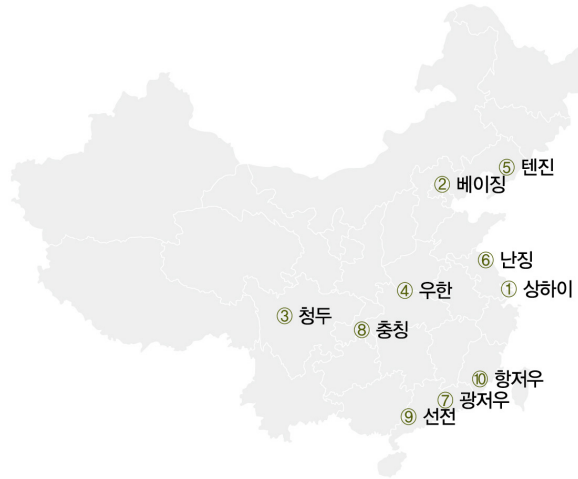 ⑤ 톈진
② 베이징
⑥ 난징
① 상하이
④ 우한
③ 청두
⑧ 충칭
⑩ 항저우
⑦ 광저우
⑨ 선전